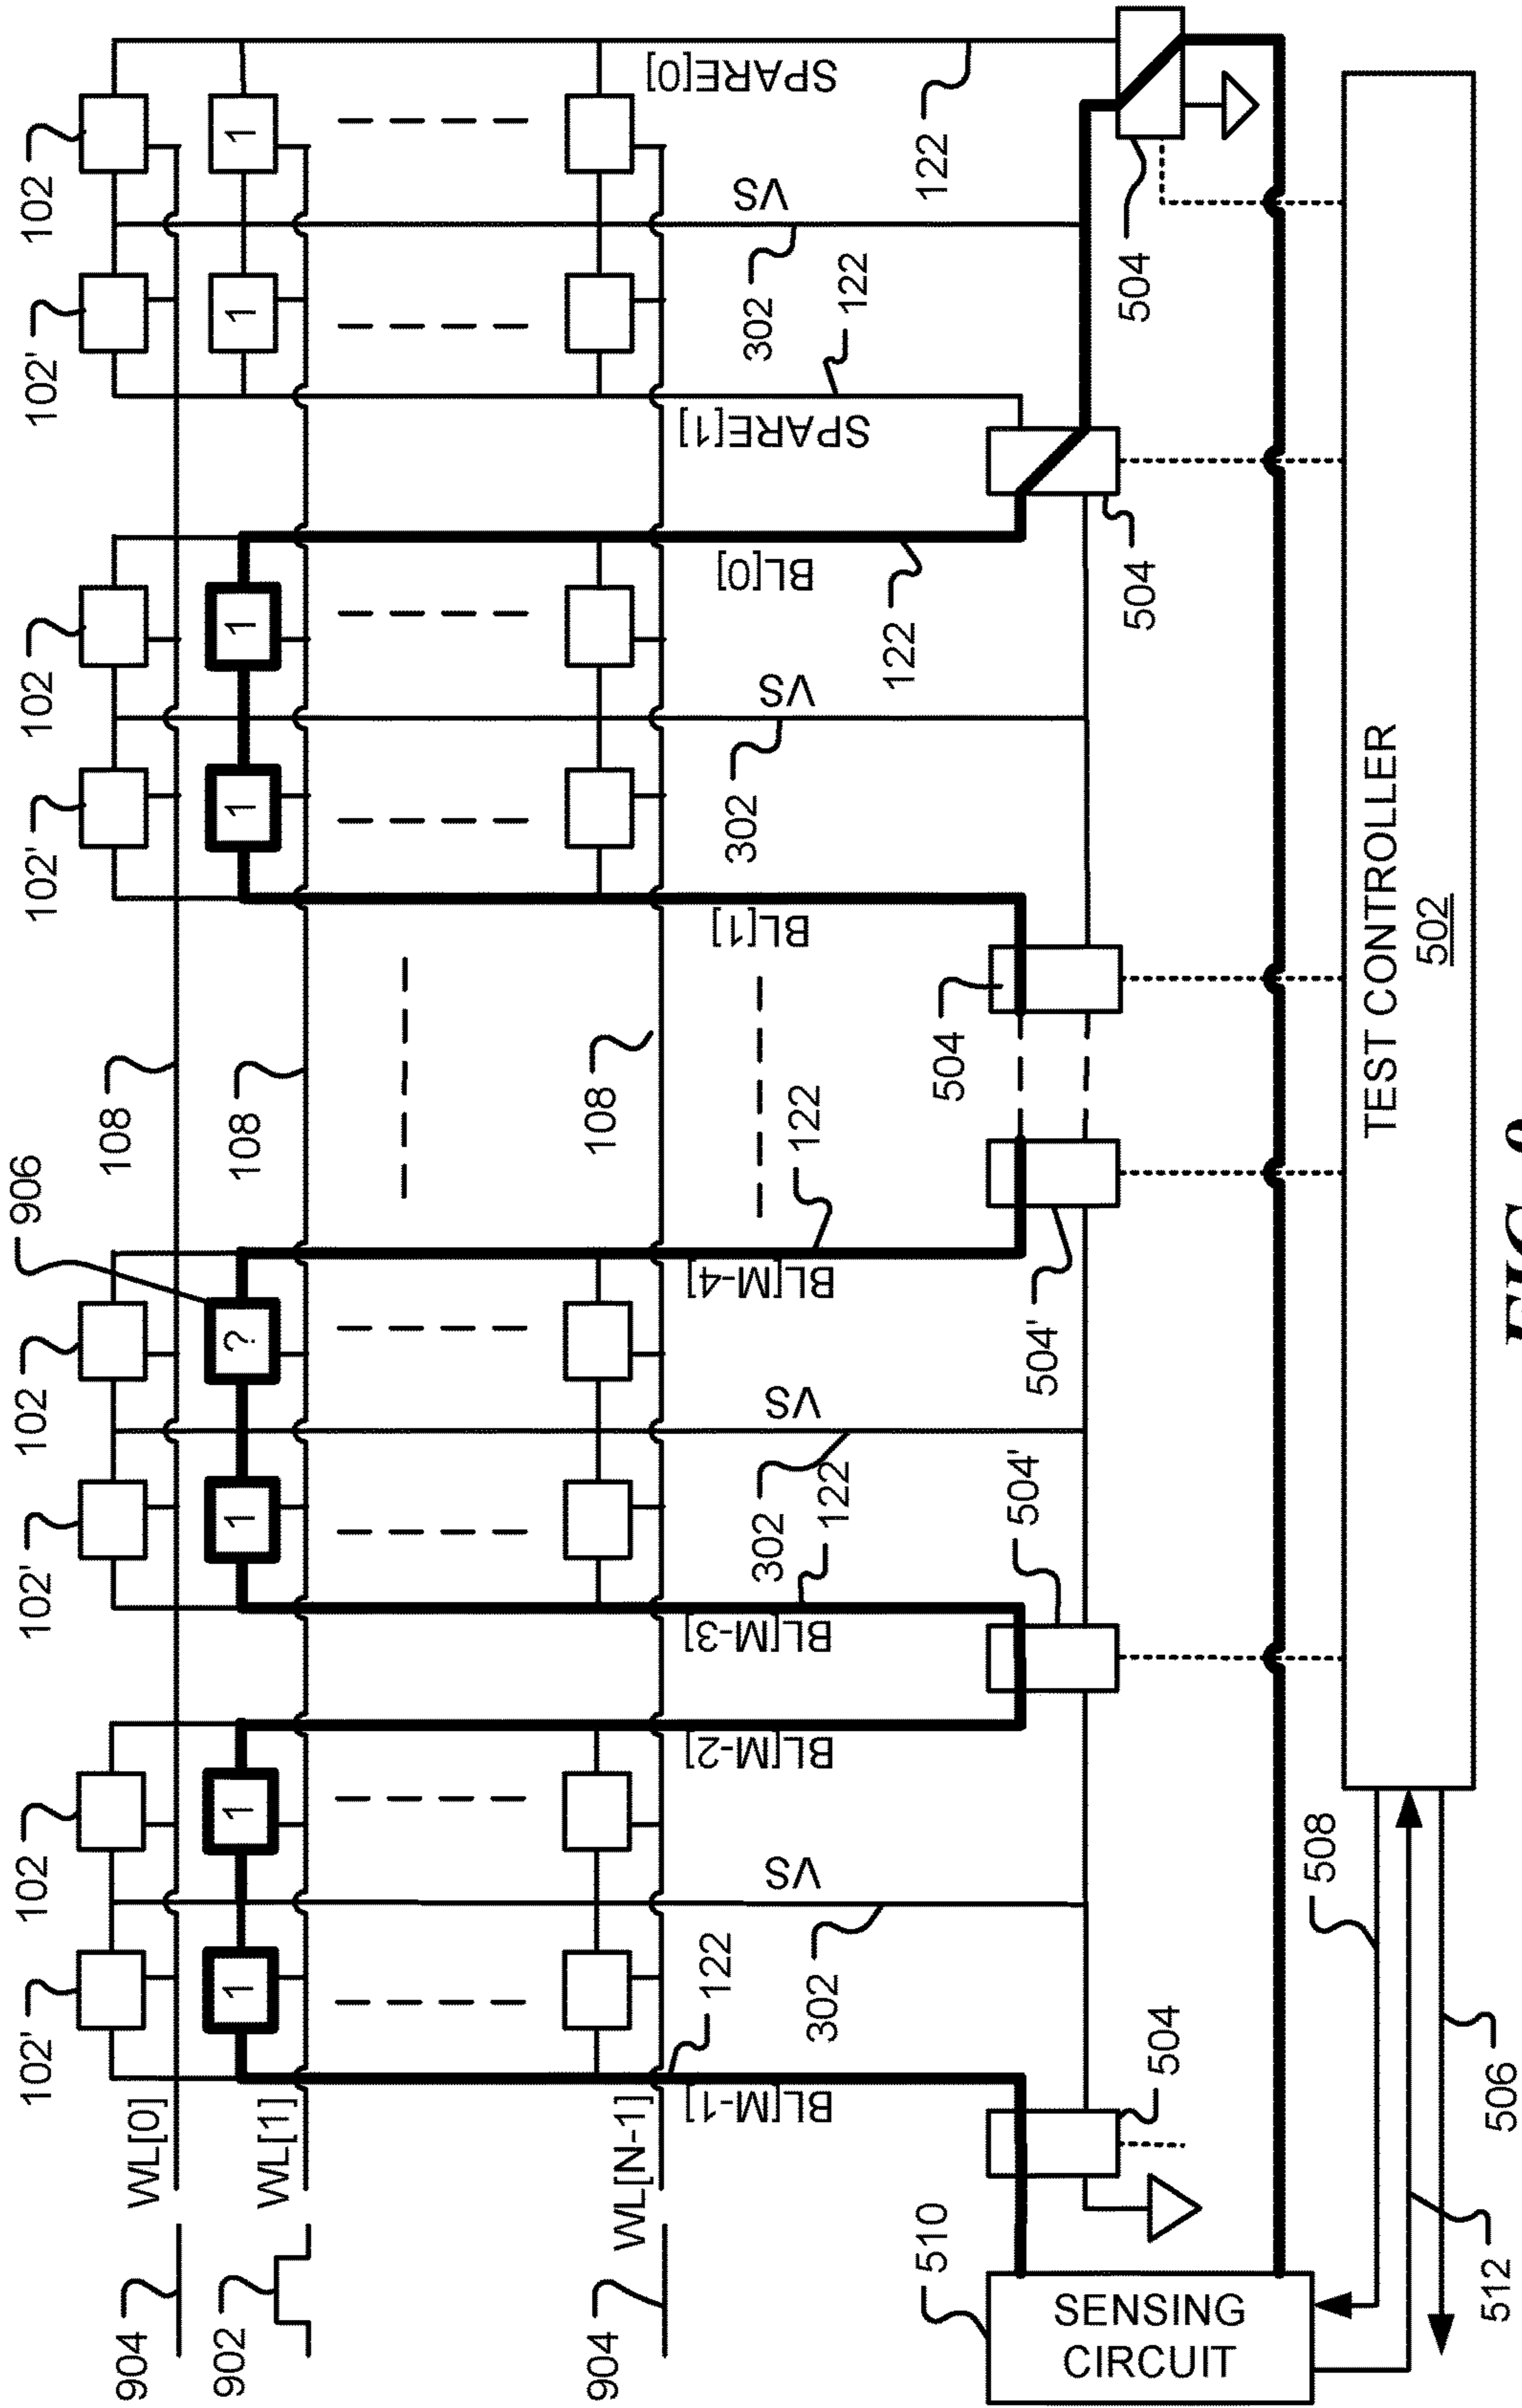 102'
102
102'
102
906
102'
102
102'
102
904
WL[0]
108
902
WL[1]
1
1
1
?
108
1
1
1
1
904
WL[N-1]
108
BL[M-1]
122
VS
BL[M-2]
BL[M-3]
VS
BL[M-4]
122
BL[1]
VS
BL[0]
SPARE[1]
VS
SPARE[0]
302
302
122
302
122
302
122
122
510
504
504'
504'
504
504
504
SENSING
CIRCUIT
508
512
506
TEST CONTROLLER
502
FIG. 9